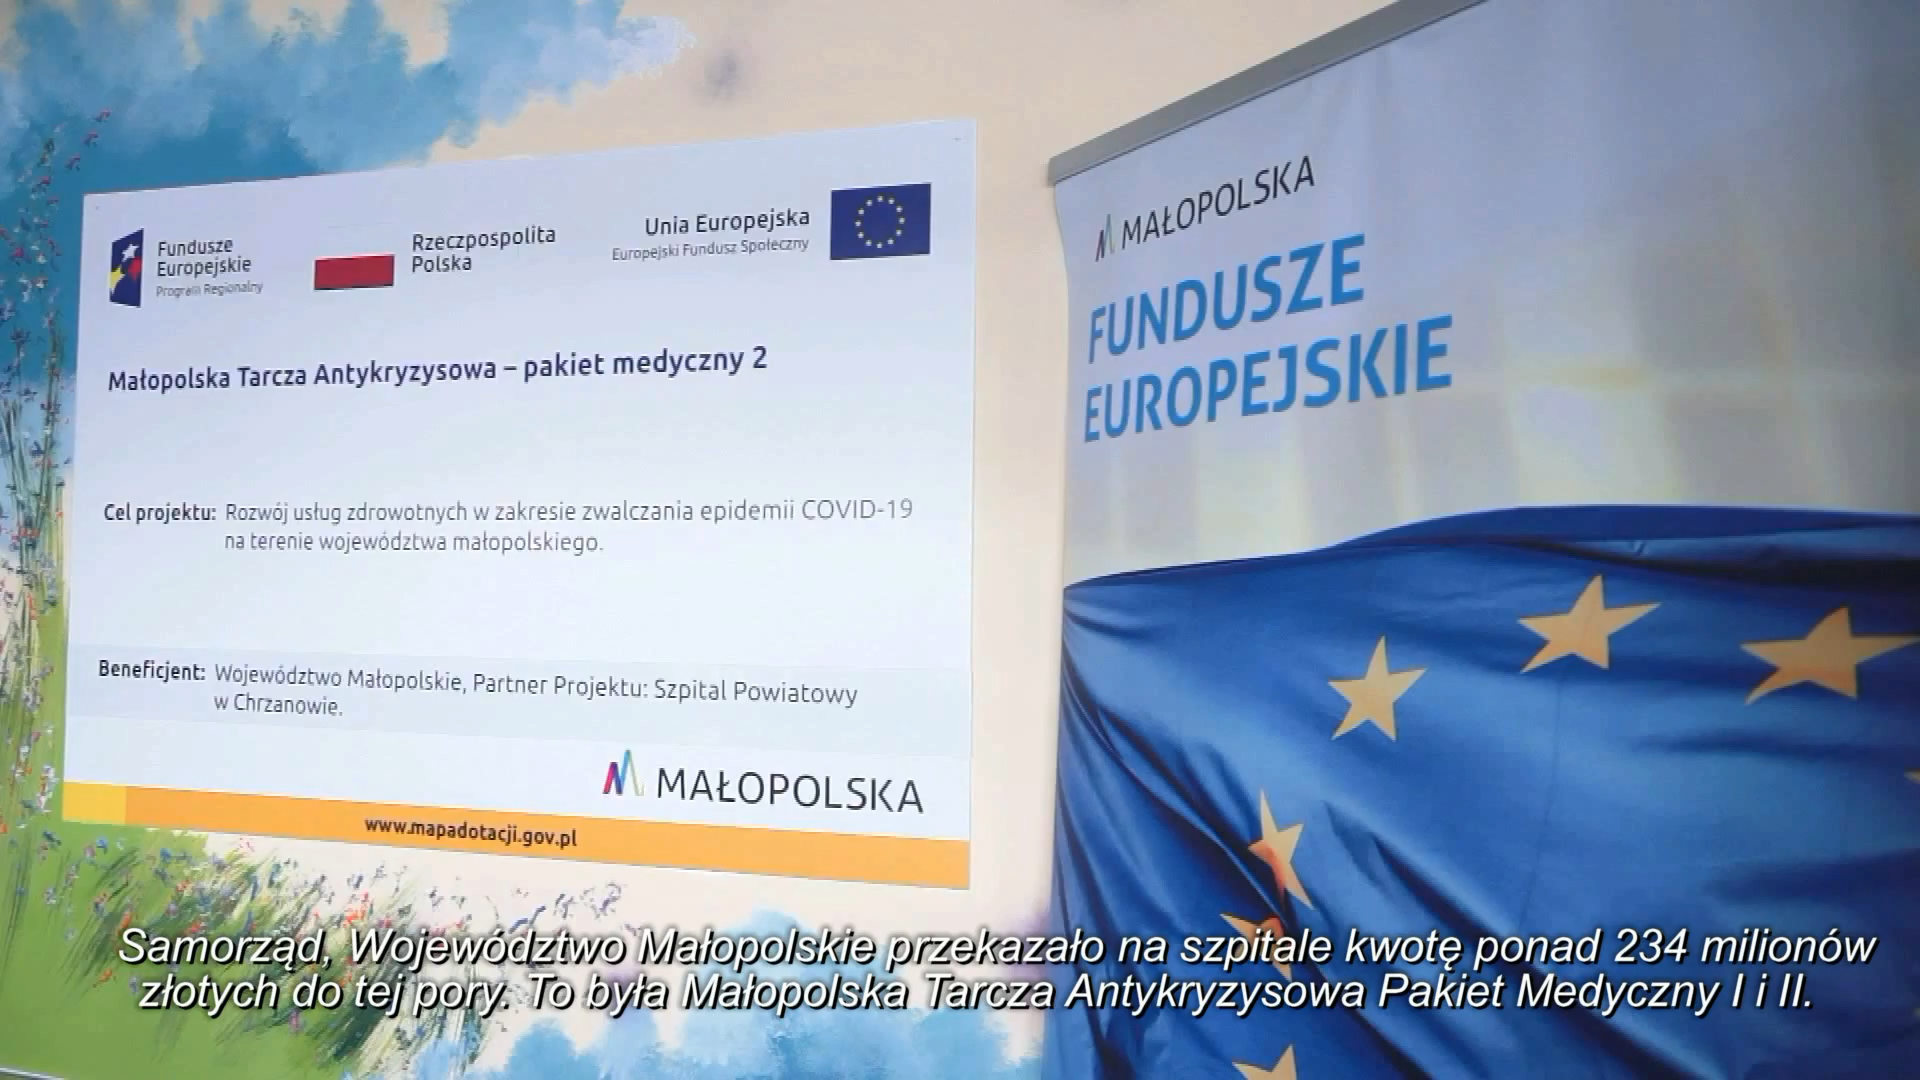 Fundusze
Europejskie
Program Regionalny
Rzeczpospolita
Polska
Unia Europejska
Europejski Fundusz Społeczny
Małopolska Tarcza Antykryzysowa – pakiet medyczny 2
Cel projektu: Rozwój usług zdrowotnych w zakresie zwalczania epidemii COVID-19
na terenie województwa małopolskiego.
Beneficjent: Województwo Małopolskie, Partner Projektu: Szpital Powiatowy
w Chrzanowie.
MAŁOPOLSKA
www.mapadotacji.gov.pl
MAŁOPOLSKA
FUNDUSZE
EUROPEJSKIE
Samorząd, Województwo Małopolskie przekazało na szpitale kwotę ponad 234 milionów
złotych do tej pory. To była Małopolska Tarcza Antykryzysowa Pakiet Medyczny I i II.